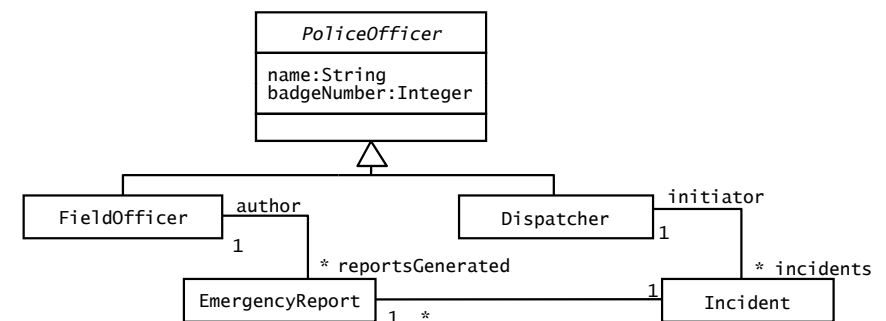 PoliceOfficer
name:String
badgeNumber:Integer
FieldOfficer
author
1
* reportsGenerated
Dispatcher
initiator
1
* incidents
EmergencyReport
1..*
1
Incident